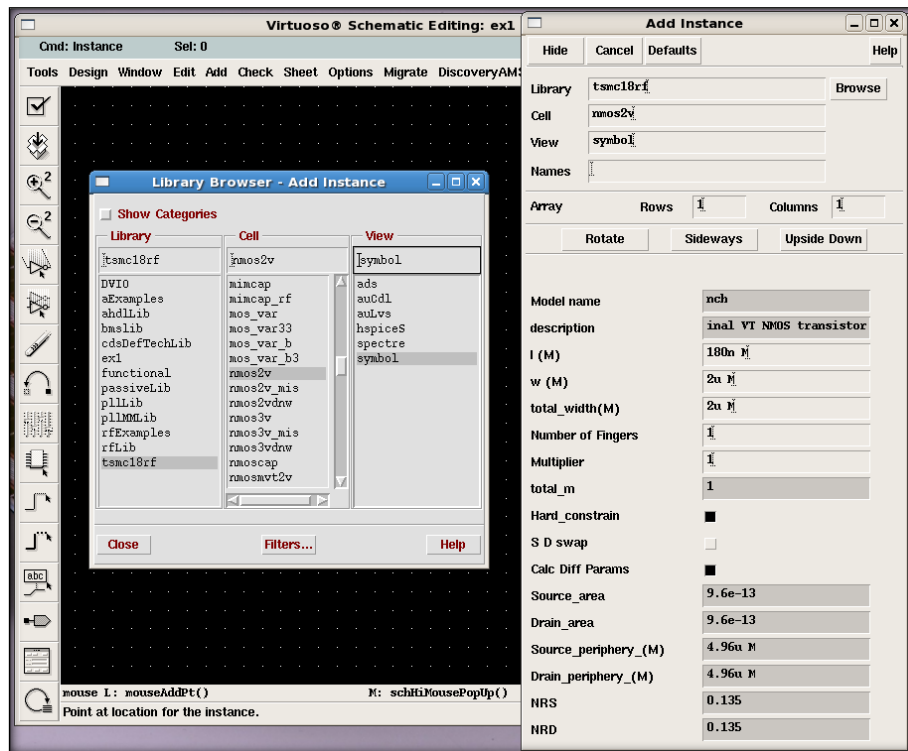 Virtuoso® Schematic Editing: ex1
Cmd: Instance Sel: 0
Tools Design Window Edit Add Check Sheet Options Migrate DiscoveryAMS
2
2
abc
Library Browser - Add Instance
Show Categories
Library Cell View
tsmc18rf nmos2v symbol
DVIO mimcap ads
aExamples mimcap_rf auCdl
ahdlLib mos_var auLvs
bmslib mos_var33 hspiceS
cdsDefTechLib mos_var_b spectre
ex1 mos_var_b3 symbol
functional nmos2v
passiveLib nmos2v_mis
pllLib nmos2vdnw
pllMMLib nmos3v
rfExamples nmos3v_mis
rfLib nmos3vdnw
tsmc18rf nmoscap
nmosmvt2v
Close Filters... Help
mouse L: mouseAddPt() M: schHiMousePopUp()
Point at location for the instance.
Add Instance
Hide Cancel Defaults Help
Library tsmc18rf Browse
Cell nmos2v
View symbol
Names
Array Rows 1 Columns 1
Rotate Sideways Upside Down
Model name nch
description inal VT NMOS transistor
l (M) 180n M
w (M) 2u M
total_width(M) 2u M
Number of Fingers 1
Multiplier 1
total_m 1
Hard_constrain
S D swap
Calc Diff Params
Source_area 9.6e-13
Drain_area 9.6e-13
Source_periphery_(M) 4.96u M
Drain_periphery_(M) 4.96u M
NRS 0.135
NRD 0.135